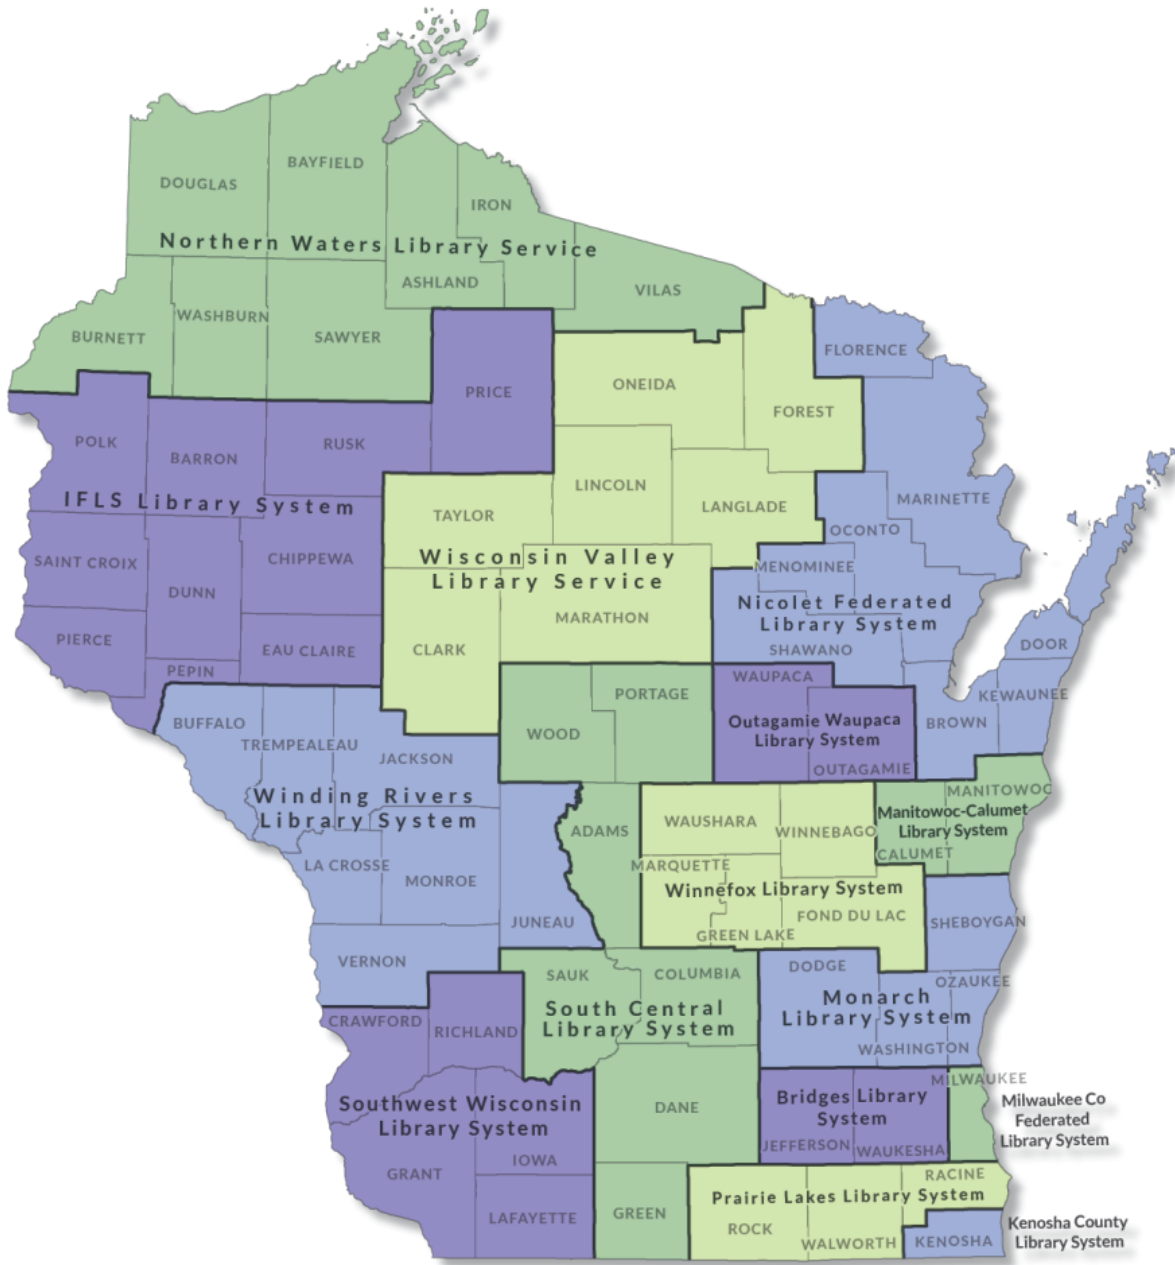 BAYFIELD
DOUGLAS
IRON
Northern Waters Library Service
ASHLAND
VILAS
WASHBURN
BURNETT
SAWYER
FLORENCE
ONEIDA
PRICE
FOREST
POLK
RUSK
BARRON
LINCOLN
MARINETTE
IFLS Library System
LANGLADE
TAYLOR
OCONTO
Wisconsin Valley
Library Service
SAINT CROIX
CHIPPEWA
MENOMINEE
DUNN
Nicolet Federated
Library System
MARATHON
PIERCE
EAU CLAIRE
CLARK
SHAWANO
DOOR
PEPIN
WAUPACA
PORTAGE
KEWAUNEE
BUFFALO
Outagamie Waupaca
Library System
BROWN
WOOD
TREMPEALEAU
JACKSON
OUTAGAMIE
MANITOWOC
Winding Rivers
Library System
Manitowoc-Calumet
Library System
WAUSHARA
ADAMS
WINNEBAGO
CALUMET
LA CROSSE
MARQUETTE
MONROE
Winnefox Library System
FOND DU LAC
JUNEAU
SHEBOYGAN
GREEN LAKE
VERNON
DODGE
SAUK
COLUMBIA
OZAUKEE
Monarch
Library System
South Central
Library System
CRAWFORD
RICHLAND
WASHINGTON
MILWAUKEE
Bridges Library
System
Milwaukee Co
Federated
Library System
Southwest Wisconsin
Library System
DANE
JEFFERSON
WAUKESHA
IOWA
GRANT
RACINE
Prairie Lakes Library System
GREEN
LAFAYETTE
ROCK
WALWORTH
KENOSHA
Kenosha County
Library System